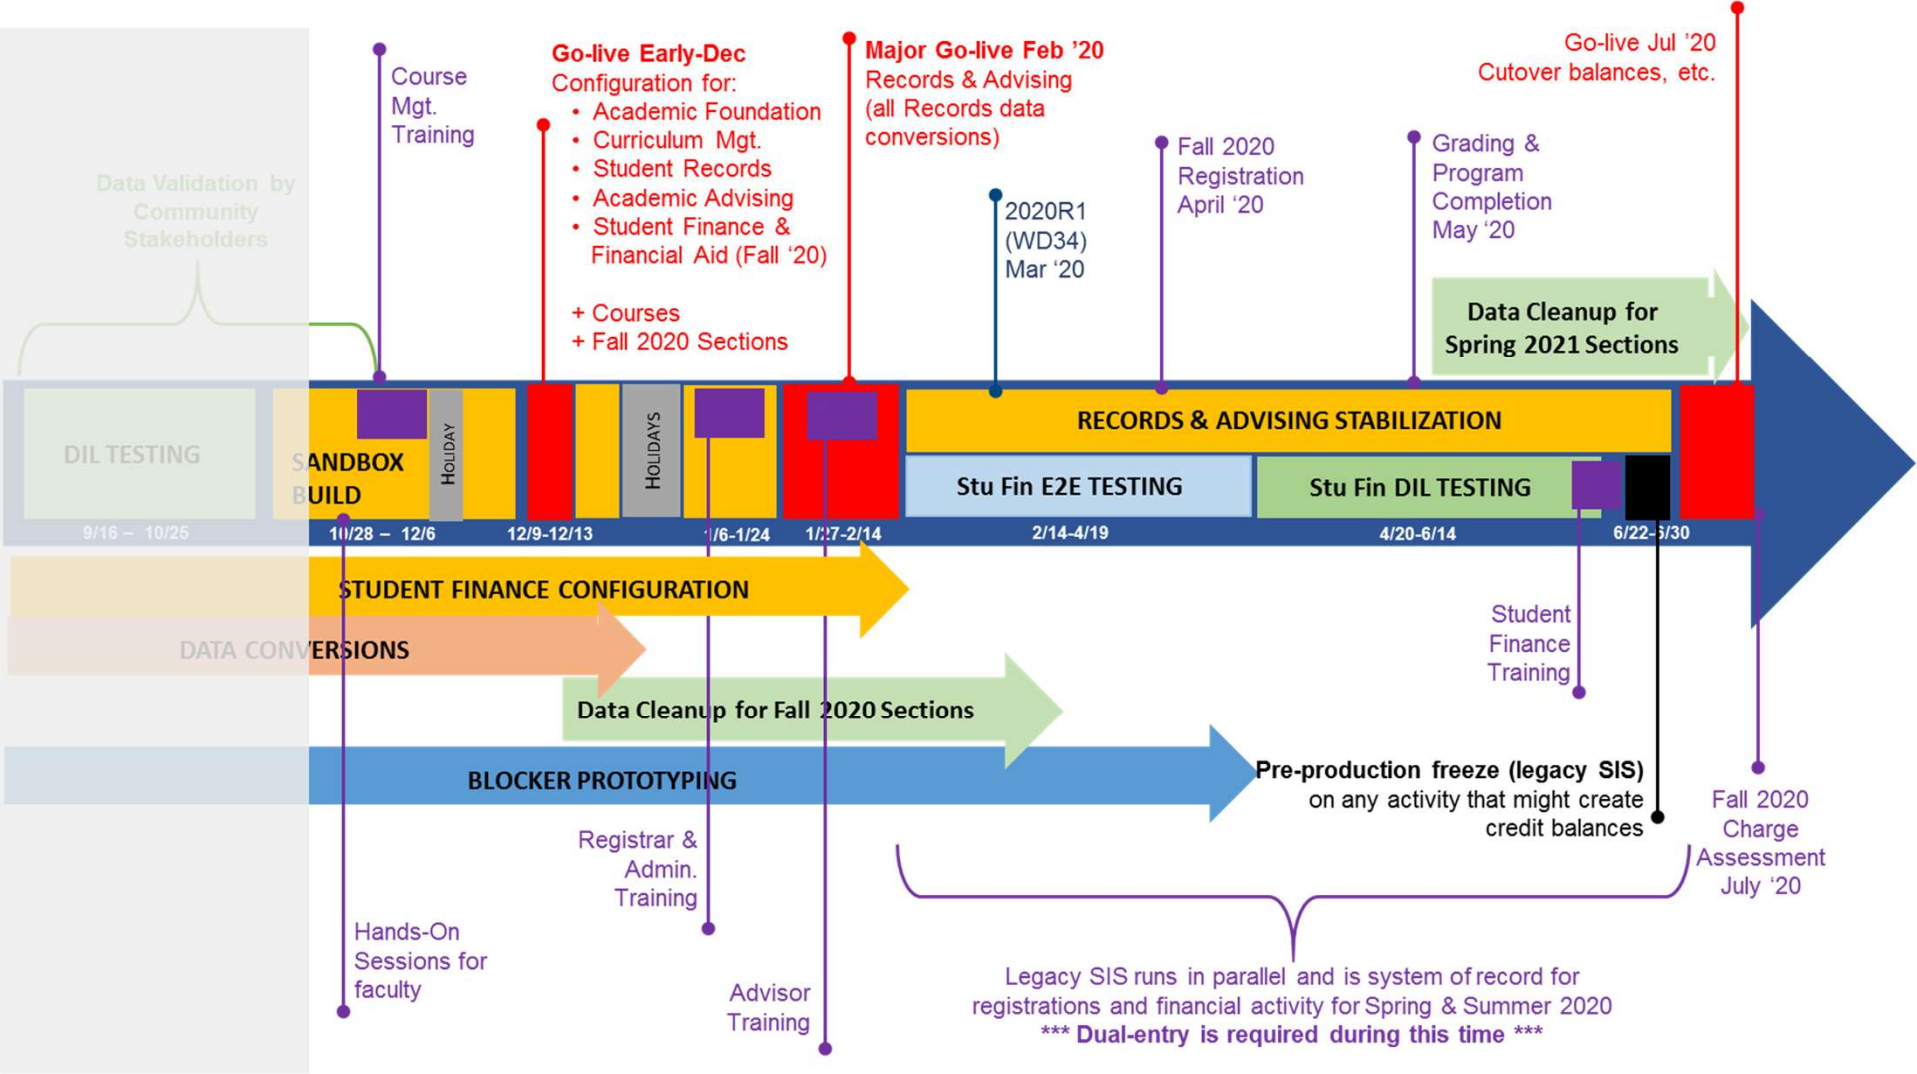 Course
Mgt.
Training
Go-live Early-Dec
Configuration for:
• Academic Foundation
• Curriculum Mgt.
• Student Records
• Academic Advising
• Student Finance &
Financial Aid (Fall ‘20)
+ Courses
+ Fall 2020 Sections
Major Go-live Feb ’20
Records & Advising
(all Records data
conversions)
2020R1
(WD34)
Mar ‘20
Fall 2020
Registration
April ‘20
Grading &
Program
Completion
May ‘20
Go-live Jul ’20
Cutover balances, etc.
Data Validation by
Community
Stakeholders
Data Cleanup for
Spring 2021 Sections
DIL TESTING
SANDBOX
BUILD
HOLIDAY
HOLIDAYS
RECORDS & ADVISING STABILIZATION
Stu Fin E2E TESTING
Stu Fin DIL TESTING
9/16 – 10/25
10/28 – 12/6
12/9-12/13
1/6-1/24
1/27-2/14
2/14-4/19
4/20-6/14
6/22-6/30
STUDENT FINANCE CONFIGURATION
DATA CONVERSIONS
Data Cleanup for Fall 2020 Sections
BLOCKER PROTOTYPING
Student
Finance
Training
Pre-production freeze (legacy SIS)
on any activity that might create
credit balances
Fall 2020
Charge
Assessment
July ‘20
Registrar &
Admin.
Training
Hands-On
Sessions for
faculty
Advisor
Training
Legacy SIS runs in parallel and is system of record for
registrations and financial activity for Spring & Summer 2020
*** Dual-entry is required during this time ***